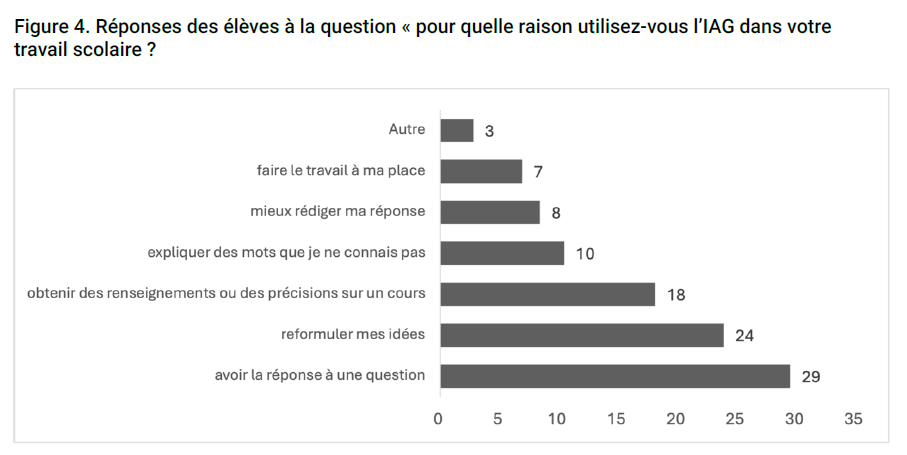 Figure 4. Réponses des élèves à la question « pour quelle raison utilisez-vous l’IAG dans votre
travail scolaire ?
Autre 3
faire le travail à ma place 7
mieux rédiger ma réponse 8
expliquer des mots que je ne connais pas 10
obtenir des renseignements ou des précisions sur un cours 18
reformuler mes idées 24
avoir la réponse à une question 29
0 5 10 15 20 25 30 35